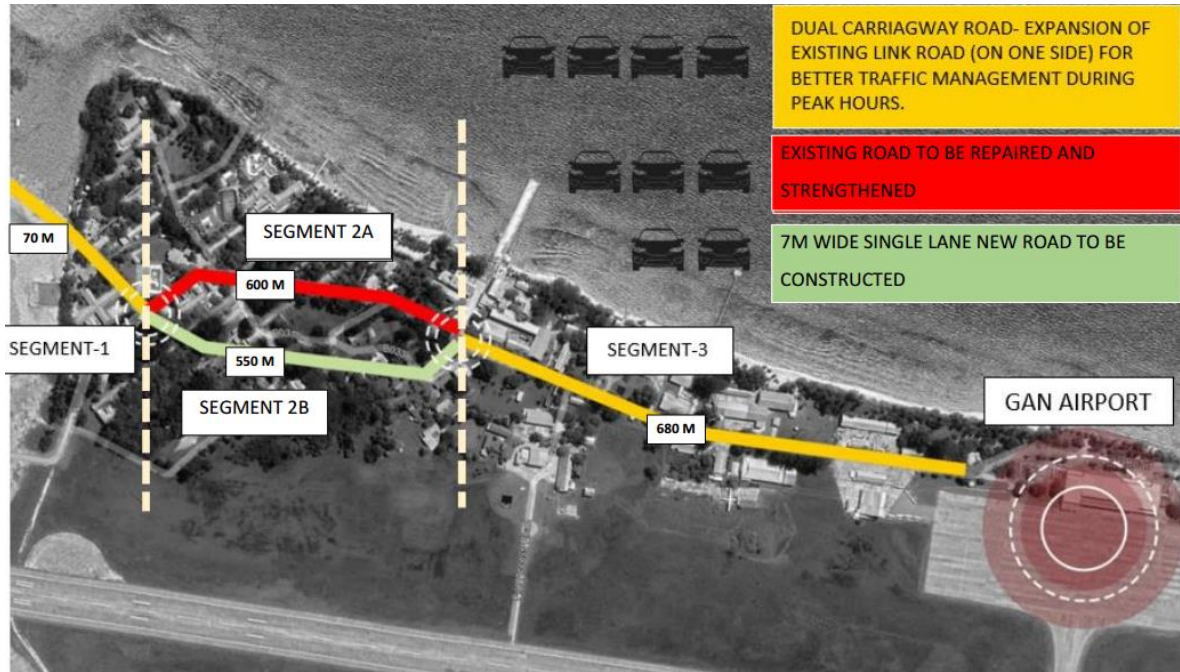 DUAL CARRIAGWAY ROAD- EXPANSION OF
EXISTING LINK ROAD (ON ONE SIDE) FOR
BETTER TRAFFIC MANAGEMENT DURING
PEAK HOURS.
EXISTING ROAD TO BE REPAIRED AND
STRENGTHENED
7M WIDE SINGLE LANE NEW ROAD TO BE
CONSTRUCTED
70 M
SEGMENT 2A
600 M
SEGMENT-1
550 M
SEGMENT 2B
SEGMENT-3
680 M
GAN AIRPORT